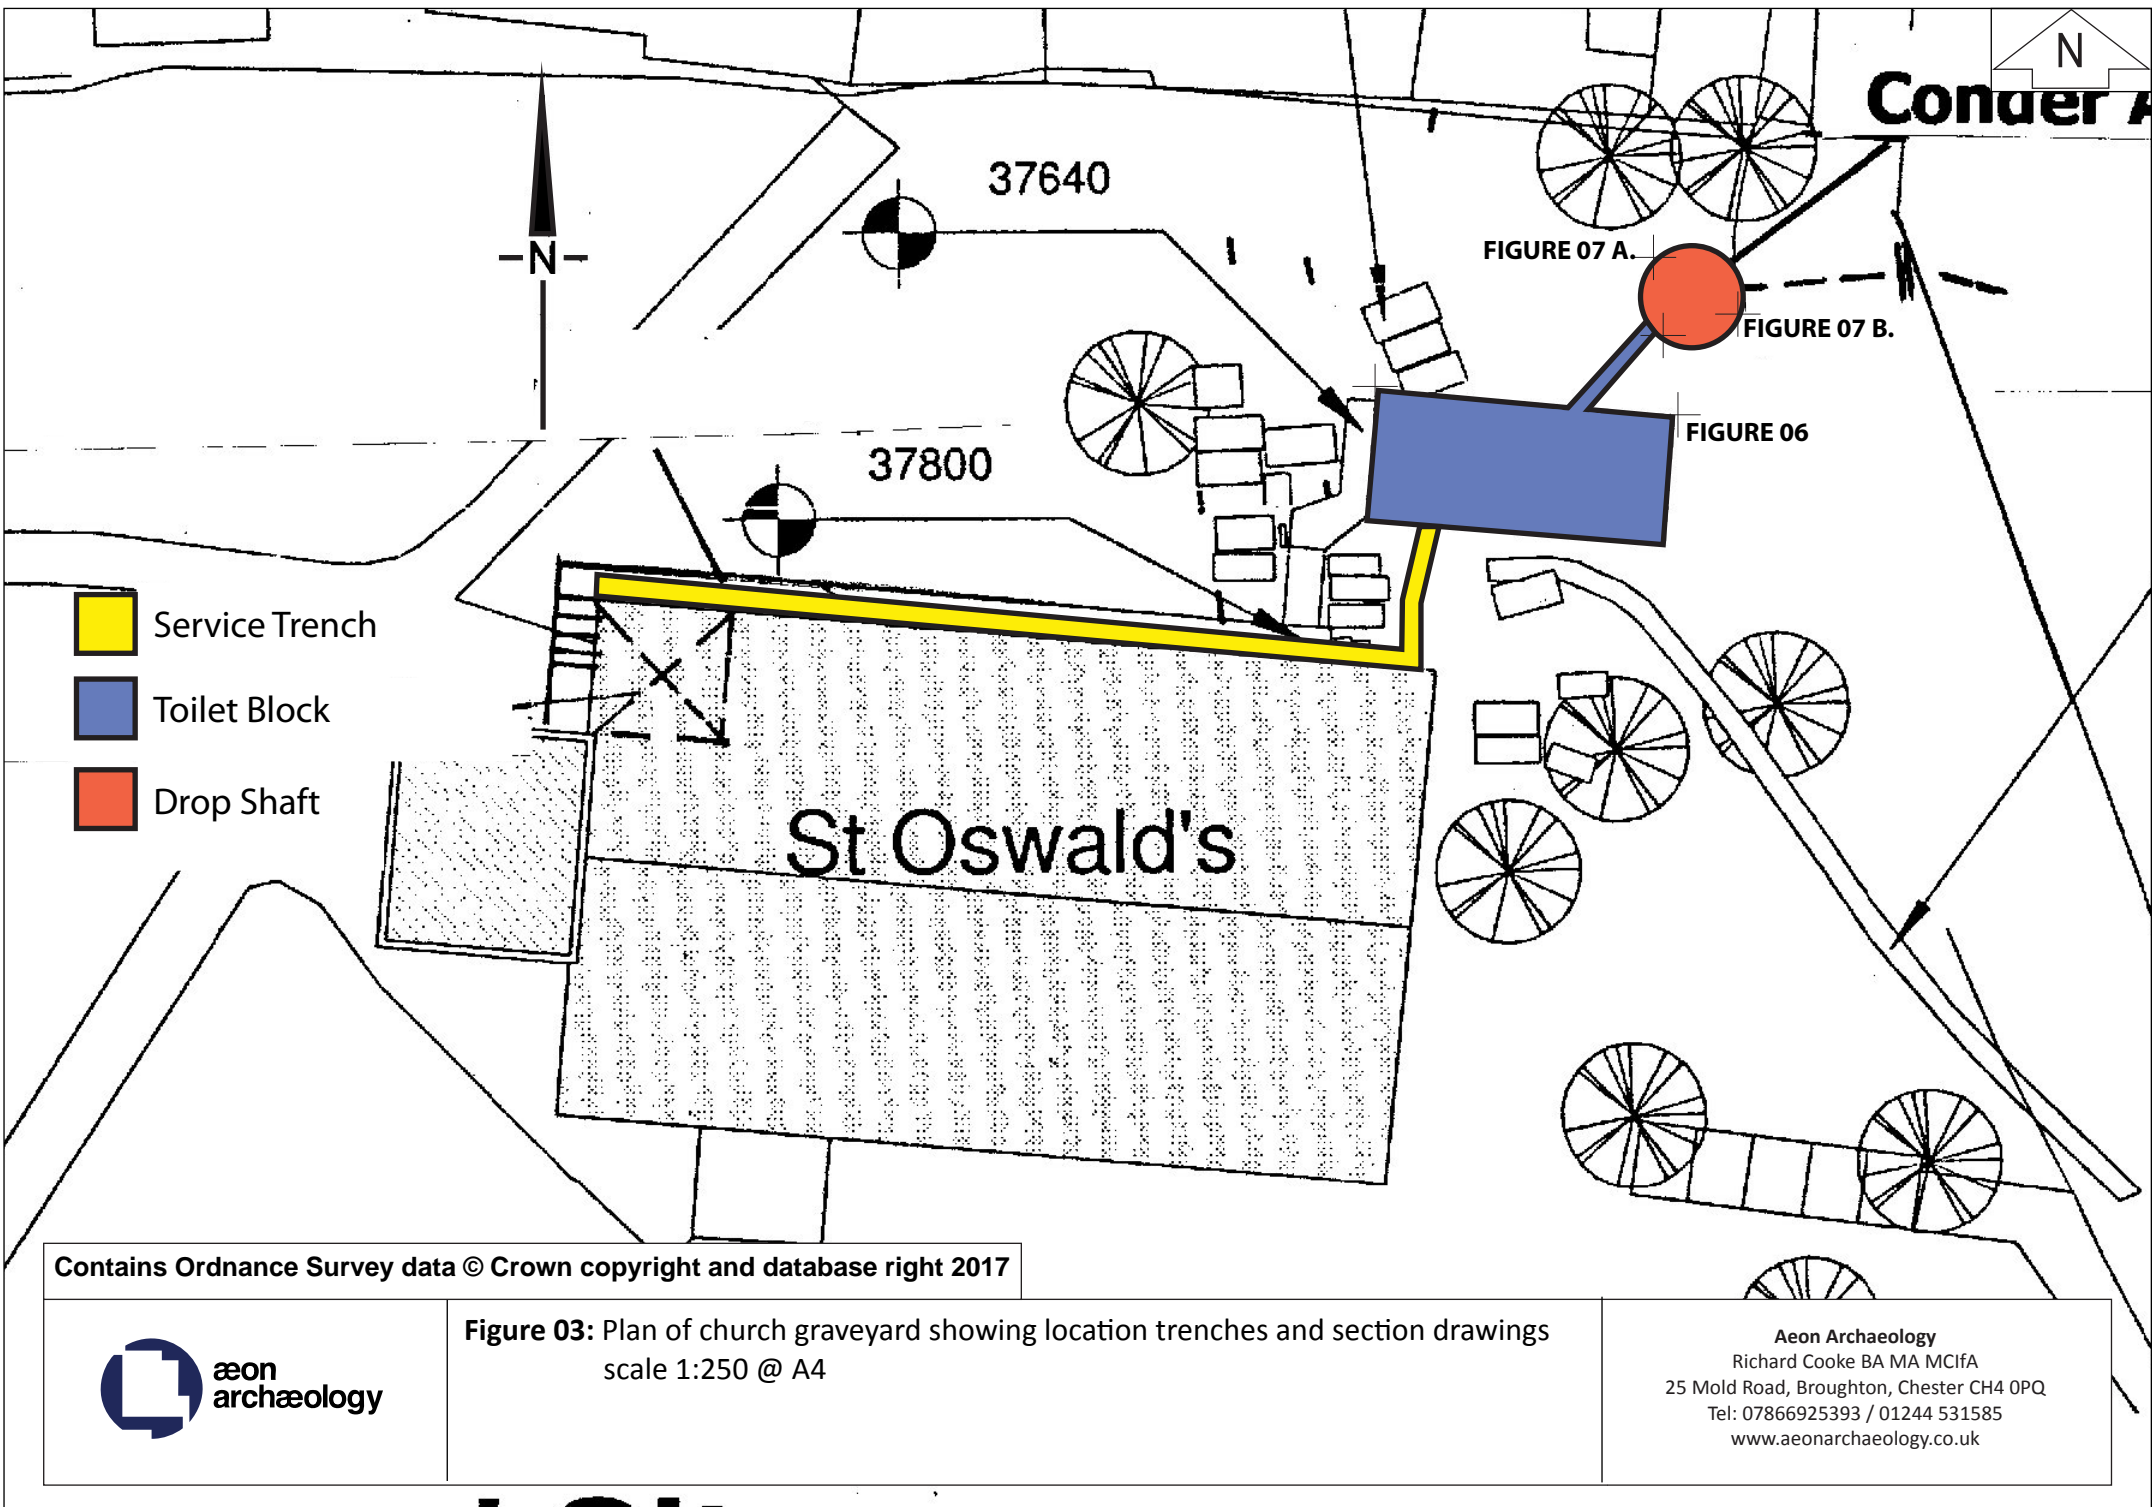 N
Conder A
37640
FIGURE 07 A.
N
FIGURE 07 B.
FIGURE 06
37800
Service Trench
Toilet Block
Drop Shaft
St Oswald's
Contains Ordnance Survey data © Crown copyright and database right 2017
æon
archæology
Figure 03: Plan of church graveyard showing location trenches and section drawings
scale 1:250 @ A4
Aeon Archaeology
Richard Cooke BA MA MCIfA
25 Mold Road, Broughton, Chester CH4 0PQ
Tel: 07866925393 / 01244 531585
www.aeonarchaeology.co.uk